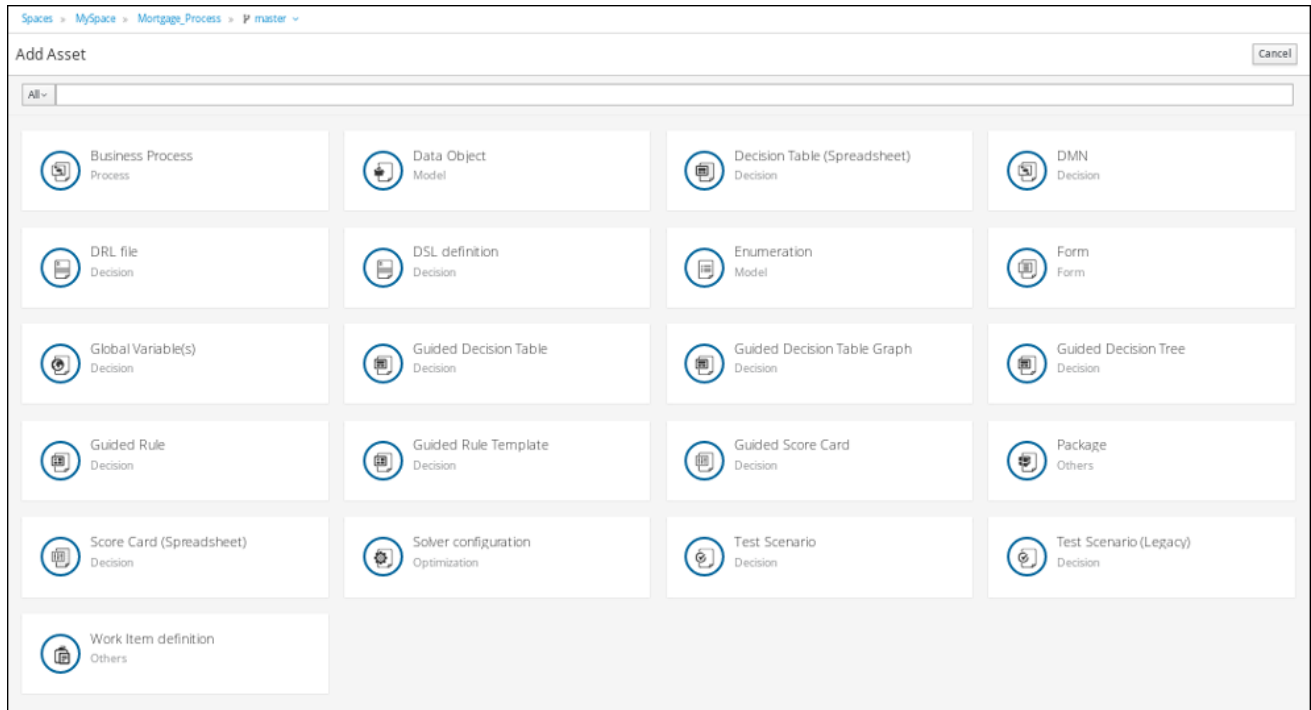 Spaces » MySpace » Mortgage_Process » master
Add Asset
Cancel
All
Business Process
Process
Data Object
Model
Decision Table (Spreadsheet)
Decision
DMN
Decision
DRL file
Decision
DSL definition
Decision
Enumeration
Model
Form
Form
Global Variable(s)
Decision
Guided Decision Table
Decision
Guided Decision Table Graph
Decision
Guided Decision Tree
Decision
Guided Rule
Decision
Guided Rule Template
Decision
Guided Score Card
Decision
Package
Others
Score Card (Spreadsheet)
Decision
Solver configuration
Optimization
Test Scenario
Decision
Test Scenario (Legacy)
Decision
Work Item definition
Others